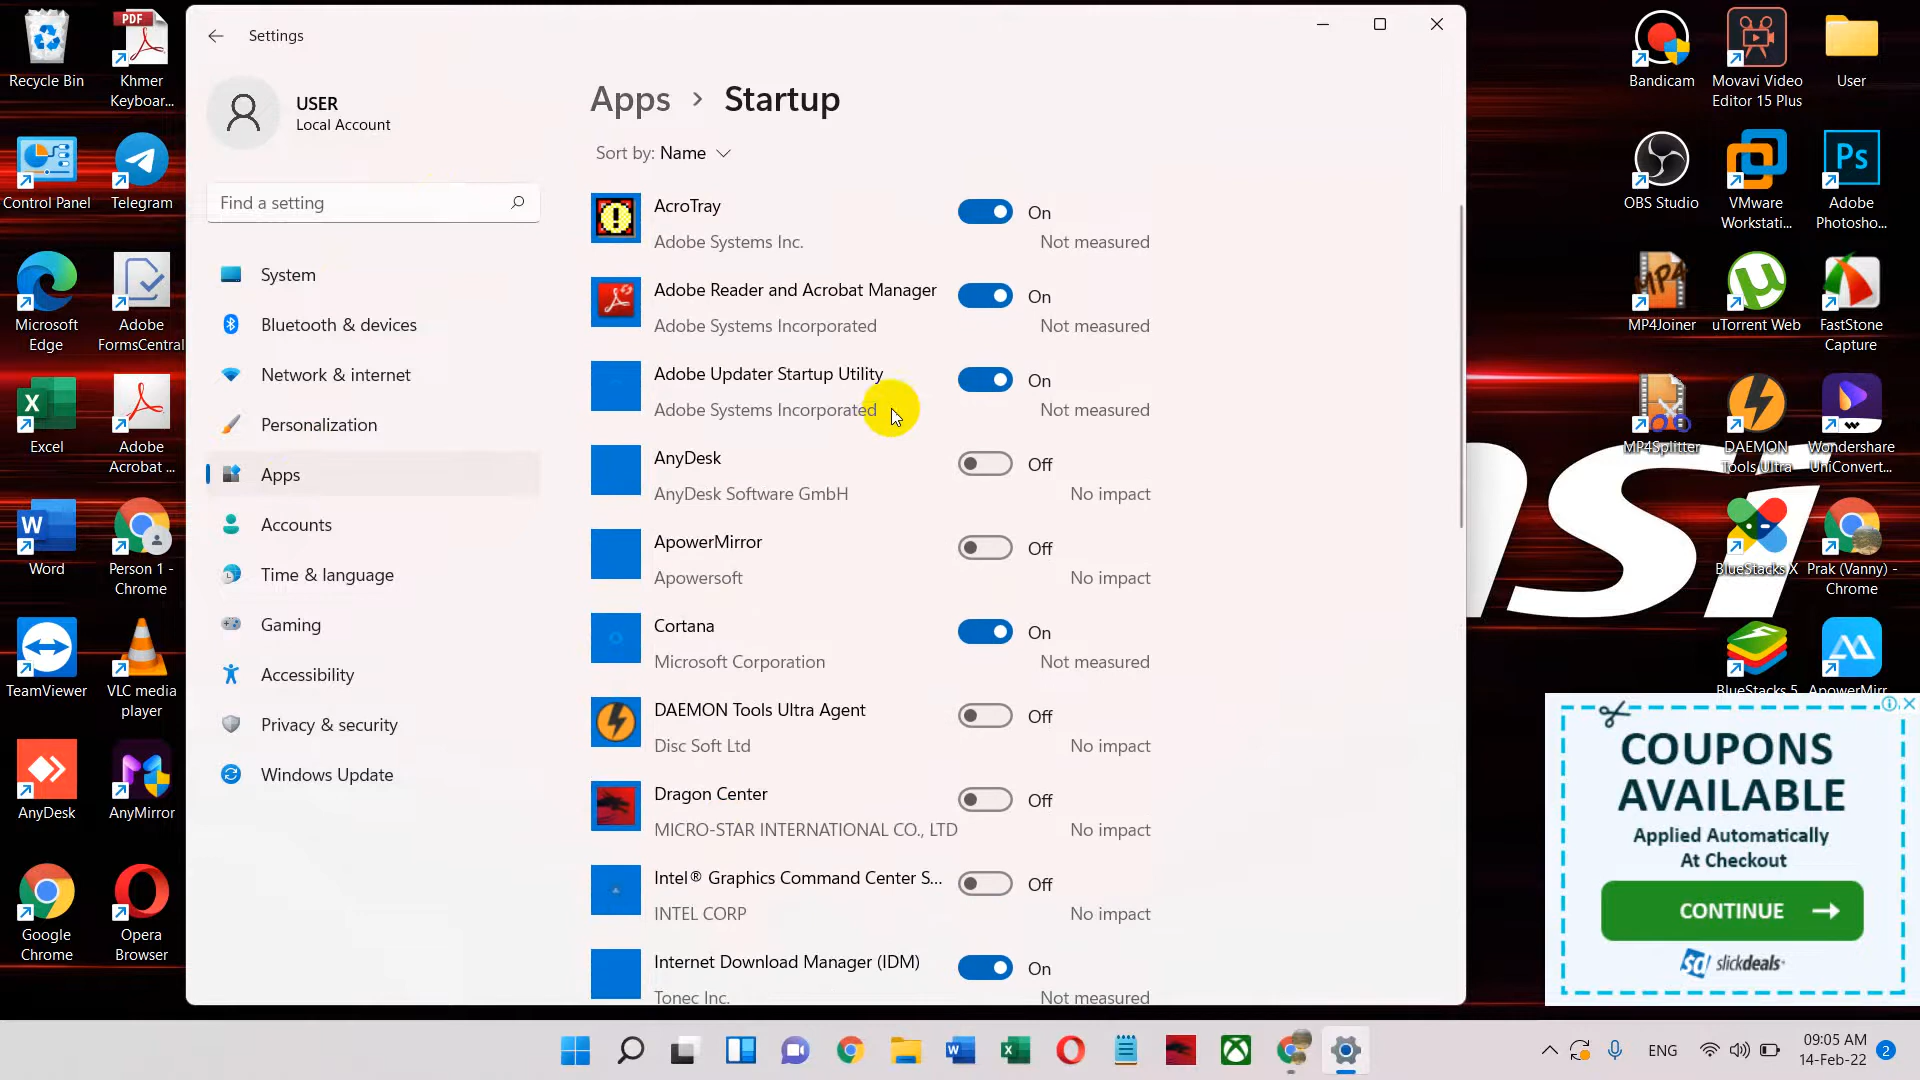 Recycle Bin
Khmer
Keyboar...
Control Panel
Telegram
Microsoft
Edge
Adobe
FormsCentral
Excel
Adobe
Acrobat ...
Word
Person 1 -
Chrome
TeamViewer
VLC media
player
AnyDesk
AnyMirror
Google
Chrome
Opera
Browser
Settings
USER
Local Account
Find a setting
System
Bluetooth & devices
Network & internet
Personalization
Apps
Accounts
Time & language
Gaming
Accessibility
Privacy & security
Windows Update
Apps > Startup
Sort by: Name
AcroTray
On
Adobe Systems Inc.
Not measured
Adobe Reader and Acrobat Manager
On
Adobe Systems Incorporated
Not measured
Adobe Updater Startup Utility
On
Adobe Systems Incorporated
Not measured
AnyDesk
Off
AnyDesk Software GmbH
No impact
ApowerMirror
Off
Apowersoft
No impact
Cortana
On
Microsoft Corporation
Not measured
DAEMON Tools Ultra Agent
Off
Disc Soft Ltd
No impact
Dragon Center
Off
MICRO-STAR INTERNATIONAL CO., LTD
No impact
Intel® Graphics Command Center S...
Off
INTEL CORP
No impact
Internet Download Manager (IDM)
On
Tonec Inc.
Not measured
Bandicam
Movavi Video
Editor 15 Plus
User
OBS Studio
VMware
Workstati...
Adobe
Photosho...
MP4Joiner
uTorrent Web
FastStone
Capture
MP4Splitter
DAEMON
Tools Ultra
Wondershare
UniConvert...
BlueStacks X
Prak (Vanny) -
Chrome
BlueStacks 5
ApowerMirr...
COUPONS
AVAILABLE
Applied Automatically
At Checkout
CONTINUE
sd slickdeals
ENG
09:05 AM
14-Feb-22
2